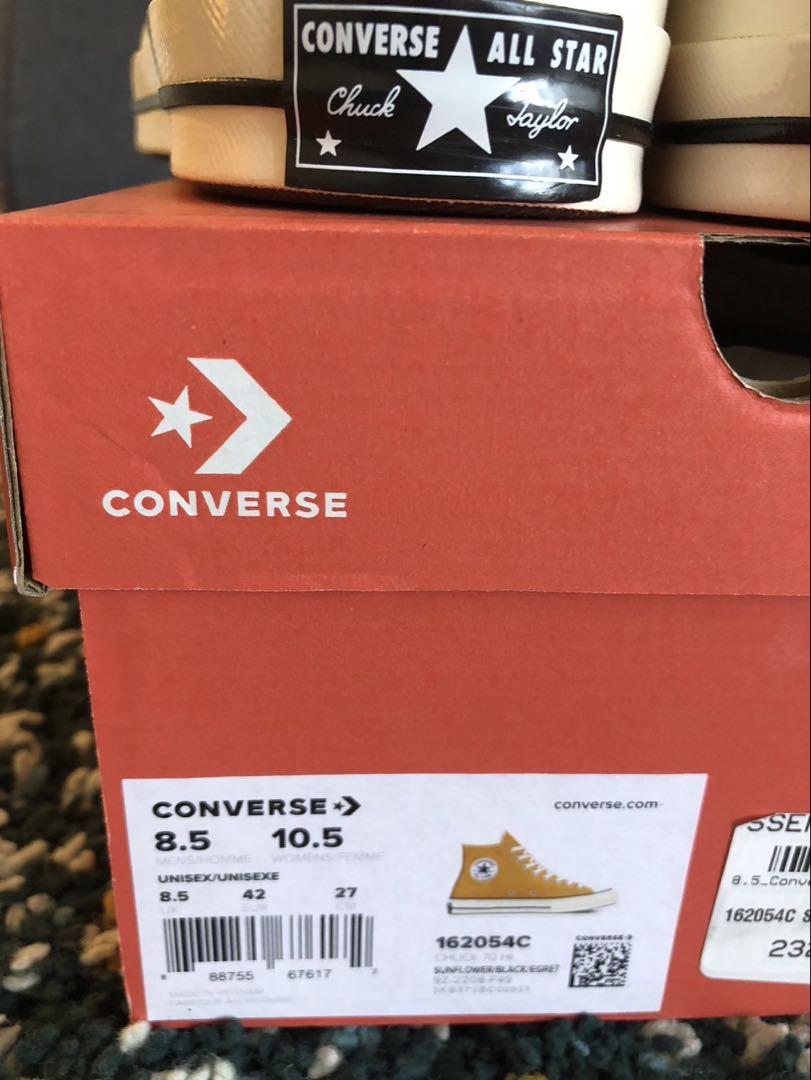 CONVERSE ALL STAR
Chuck Taylor
CONVERSE
CONVERSE
converse.com
8.5 10.5
MENS/HOMME WOMENS/FEMME
UNISEX/UNISEXE
8.5 42 27
UK EUR CM
88755 67617 2
MADE IN VIETNAM
FABRIQUE AU VIETNAM
162054C
CHUCK 70 HI
SUNFLOWER/BLACK/EGRET
CONVERSE
8.5_Conv
162054C